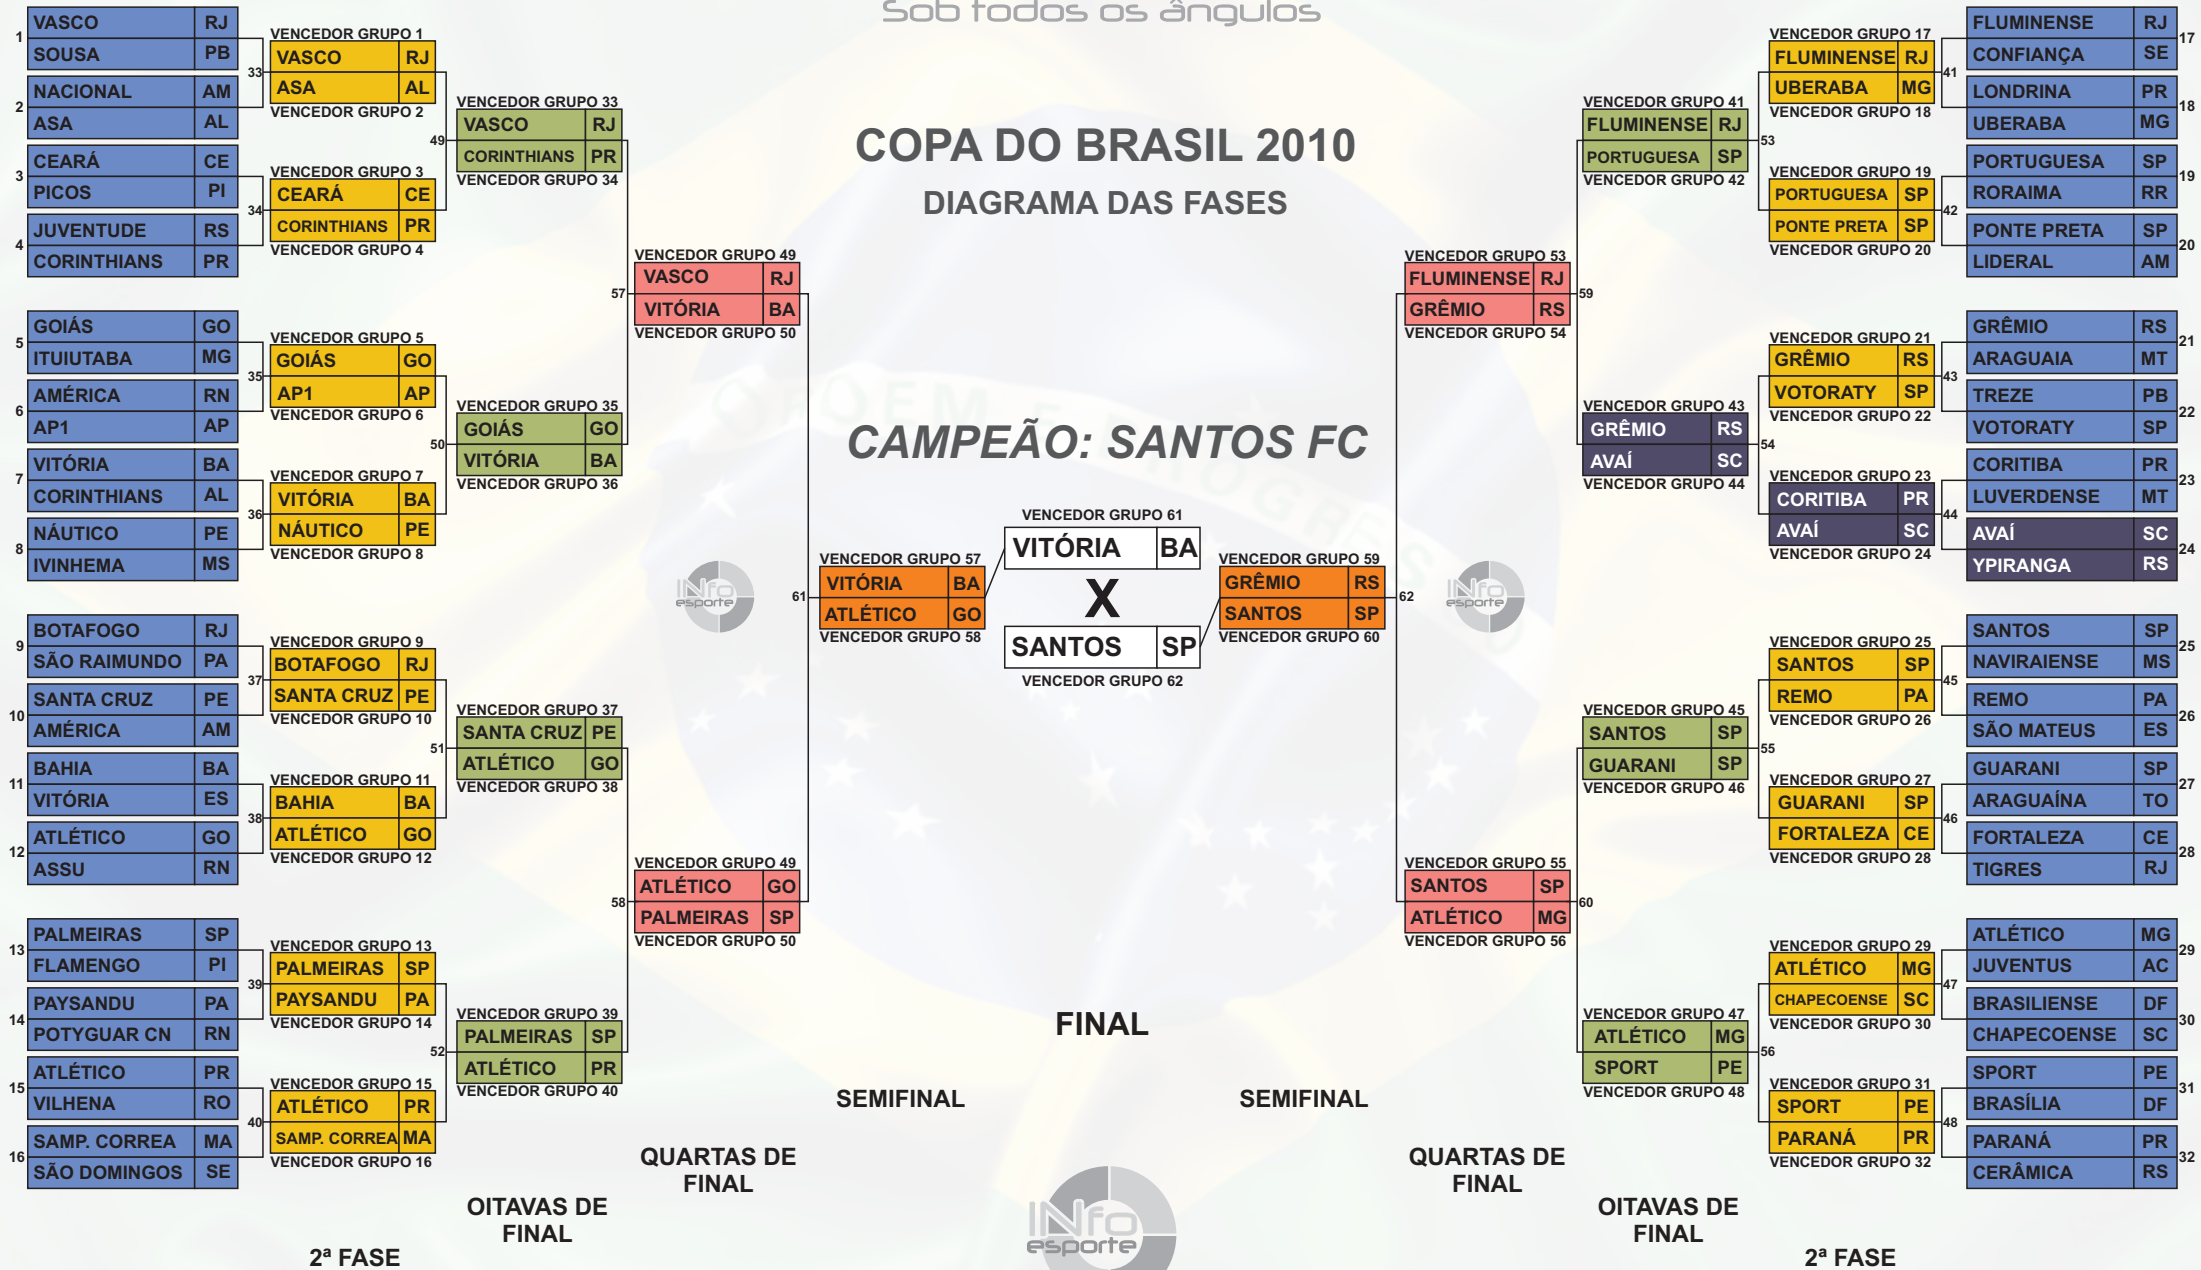 Sob todos os ângulos
COPA DO BRASIL 2010
DIAGRAMA DAS FASES
CAMPEÃO: SANTOS FC
1
VASCO RJ
SOUSA PB
2
NACIONAL AM
ASA AL
3
CEARÁ CE
PICOS PI
4
JUVENTUDE RS
CORINTHIANS PR
5
GOIÁS GO
ITUIUTABA MG
6
AMÉRICA RN
AP1 AP
7
VITÓRIA BA
CORINTHIANS AL
8
NÁUTICO PE
IVINHEMA MS
9
BOTAFOGO RJ
SÃO RAIMUNDO PA
10
SANTA CRUZ PE
AMÉRICA AM
11
BAHIA BA
VITÓRIA ES
12
ATLÉTICO GO
ASSU RN
13
PALMEIRAS SP
FLAMENGO PI
14
PAYSANDU PA
POTYGUAR CN RN
15
ATLÉTICO PR
VILHENA RO
16
SAMP. CORREA MA
SÃO DOMINGOS SE
VENCEDOR GRUPO 1
33
VASCO RJ
ASA AL
VENCEDOR GRUPO 2
VENCEDOR GRUPO 3
34
CEARÁ CE
CORINTHIANS PR
VENCEDOR GRUPO 4
VENCEDOR GRUPO 5
35
GOIÁS GO
AP1 AP
VENCEDOR GRUPO 6
VENCEDOR GRUPO 7
36
VITÓRIA BA
NÁUTICO PE
VENCEDOR GRUPO 8
VENCEDOR GRUPO 9
37
BOTAFOGO RJ
SANTA CRUZ PE
VENCEDOR GRUPO 10
VENCEDOR GRUPO 11
38
BAHIA BA
ATLÉTICO GO
VENCEDOR GRUPO 12
VENCEDOR GRUPO 13
39
PALMEIRAS SP
PAYSANDU PA
VENCEDOR GRUPO 14
VENCEDOR GRUPO 15
40
ATLÉTICO PR
SAMP. CORREA MA
VENCEDOR GRUPO 16
2ª FASE
VENCEDOR GRUPO 33
49
VASCO RJ
CORINTHIANS PR
VENCEDOR GRUPO 34
VENCEDOR GRUPO 35
50
GOIÁS GO
VITÓRIA BA
VENCEDOR GRUPO 36
VENCEDOR GRUPO 37
51
SANTA CRUZ PE
ATLÉTICO GO
VENCEDOR GRUPO 38
VENCEDOR GRUPO 39
52
PALMEIRAS SP
ATLÉTICO PR
VENCEDOR GRUPO 40
OITAVAS DE
FINAL
VENCEDOR GRUPO 49
57
VASCO RJ
VITÓRIA BA
VENCEDOR GRUPO 50
VENCEDOR GRUPO 49
58
ATLÉTICO GO
PALMEIRAS SP
VENCEDOR GRUPO 50
QUARTAS DE
FINAL
INfo
esporte
VENCEDOR GRUPO 57
61
VITÓRIA BA
ATLÉTICO GO
VENCEDOR GRUPO 58
SEMIFINAL
VENCEDOR GRUPO 61
VITÓRIA BA
X
SANTOS SP
VENCEDOR GRUPO 62
FINAL
INfo
esporte
VENCEDOR GRUPO 59
GRÊMIO RS
62
SANTOS SP
VENCEDOR GRUPO 60
SEMIFINAL
INfo
esporte
VENCEDOR GRUPO 53
FLUMINENSE RJ
59
GRÊMIO RS
VENCEDOR GRUPO 54
VENCEDOR GRUPO 55
SANTOS SP
60
ATLÉTICO MG
VENCEDOR GRUPO 56
QUARTAS DE
FINAL
VENCEDOR GRUPO 41
FLUMINENSE RJ
53
PORTUGUESA SP
VENCEDOR GRUPO 42
VENCEDOR GRUPO 43
GRÊMIO RS
54
AVAÍ SC
VENCEDOR GRUPO 44
VENCEDOR GRUPO 45
SANTOS SP
55
GUARANI SP
VENCEDOR GRUPO 46
VENCEDOR GRUPO 47
ATLÉTICO MG
56
SPORT PE
VENCEDOR GRUPO 48
OITAVAS DE
FINAL
VENCEDOR GRUPO 17
FLUMINENSE RJ
41
UBERABA MG
VENCEDOR GRUPO 18
VENCEDOR GRUPO 19
PORTUGUESA SP
42
PONTE PRETA SP
VENCEDOR GRUPO 20
VENCEDOR GRUPO 21
GRÊMIO RS
43
VOTORATY SP
VENCEDOR GRUPO 22
VENCEDOR GRUPO 23
CORITIBA PR
44
AVAÍ SC
VENCEDOR GRUPO 24
VENCEDOR GRUPO 25
SANTOS SP
45
REMO PA
VENCEDOR GRUPO 26
VENCEDOR GRUPO 27
GUARANI SP
46
FORTALEZA CE
VENCEDOR GRUPO 28
VENCEDOR GRUPO 29
ATLÉTICO MG
47
CHAPECOENSE SC
VENCEDOR GRUPO 30
VENCEDOR GRUPO 31
SPORT PE
48
PARANÁ PR
VENCEDOR GRUPO 32
2ª FASE
FLUMINENSE RJ
17
CONFIANÇA SE
LONDRINA PR
18
UBERABA MG
PORTUGUESA SP
19
RORAIMA RR
PONTE PRETA SP
20
LIDERAL AM
GRÊMIO RS
21
ARAGUAIA MT
TREZE PB
22
VOTORATY SP
CORITIBA PR
23
LUVERDENSE MT
AVAÍ SC
24
YPIRANGA RS
SANTOS SP
25
NAVIRAIENSE MS
REMO PA
26
SÃO MATEUS ES
GUARANI SP
27
ARAGUAÍNA TO
FORTALEZA CE
28
TIGRES RJ
ATLÉTICO MG
29
JUVENTUS AC
BRASILIENSE DF
30
CHAPECOENSE SC
SPORT PE
31
BRASÍLIA DF
PARANÁ PR
32
CERÂMICA RS